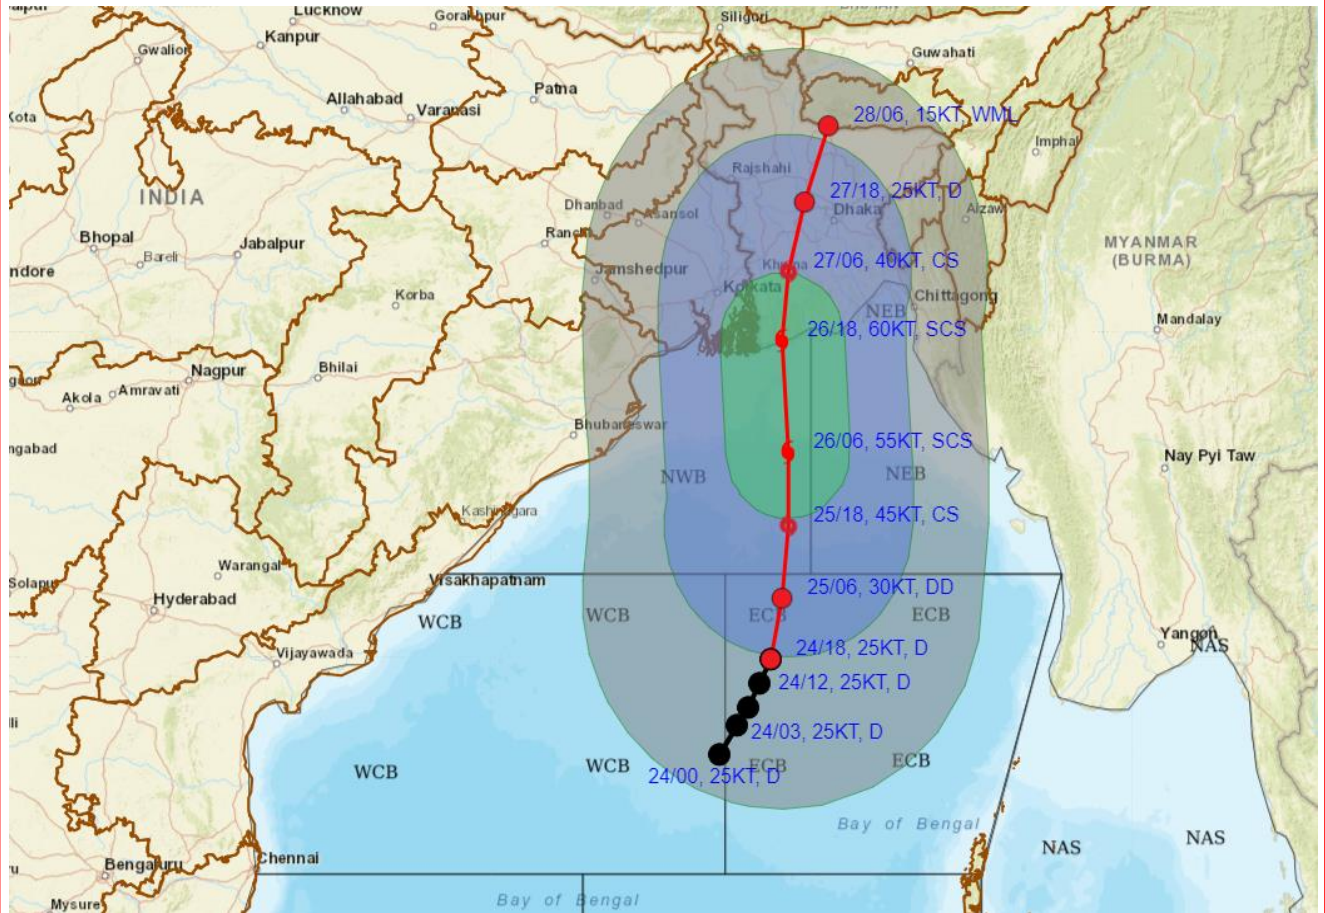 Lucknow
Gorakhpur
Siliguri
Kanpur
Gwalior
Guwahati
Patna
Allahabad
Varanasi
28/06, 15KT, WML
Imphal
Rajshahi
INDIA
27/18, 25KT, D
Dhanbad
Asansol
Dhaka
Aizaw
Bhopal
Jabalpur
Ranchi
Bareli
MYANMAR
(BURMA)
27/06, 40KT, CS
Jamshedpur
Kolkata
Korba
Chittagong
NEB
26/18, 60KT, SCS
Mandalay
Bhilai
Nagpur
Amravati
Akola
Bhubaneswar
26/06, 55KT, SCS
Nay Pyi Taw
NWB
NEB
25/18, 45KT, CS
Warangal
Visakhapatnam
Solapu
Hyderabad
25/06, 30KT, DD
WCB
WCB
ECB
ECB
Yangon
NAS
Vijayawada
24/18, 25KT, D
24/12, 25KT, D
24/03, 25KT, D
WCB
WCB
ECB
ECB
24/00, 25KT, D
Bay of Bengal
NAS
NAS
Chennai
Bengaluru
Mysure
Bay of Bengal